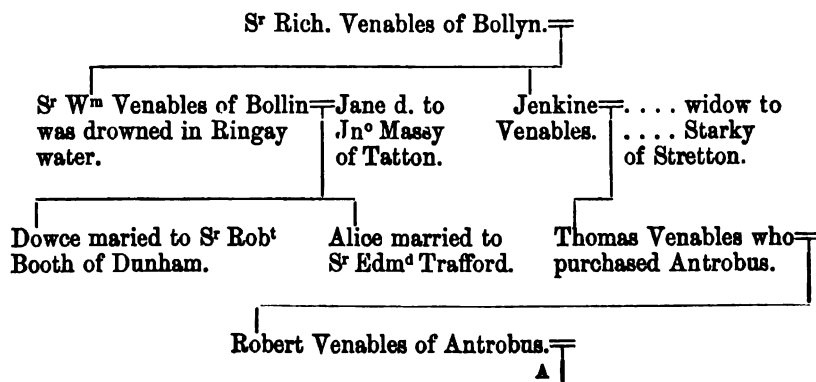 Sʳ Rich. Venables of Bollyn.
Sʳ Wᵐ Venables of Bollin
was drowned in Ringay
water.
Jane d. to
Jnᵒ Massy
of Tatton.
Jenkine
Venables.
. . . . widow to
. . . . Starky
of Stretton.
Dowce maried to Sʳ Robᵗ
Booth of Dunham.
Alice married to
Sʳ Edmᵈ Trafford.
Thomas Venables who
purchased Antrobus.
Robert Venables of Antrobus.
A